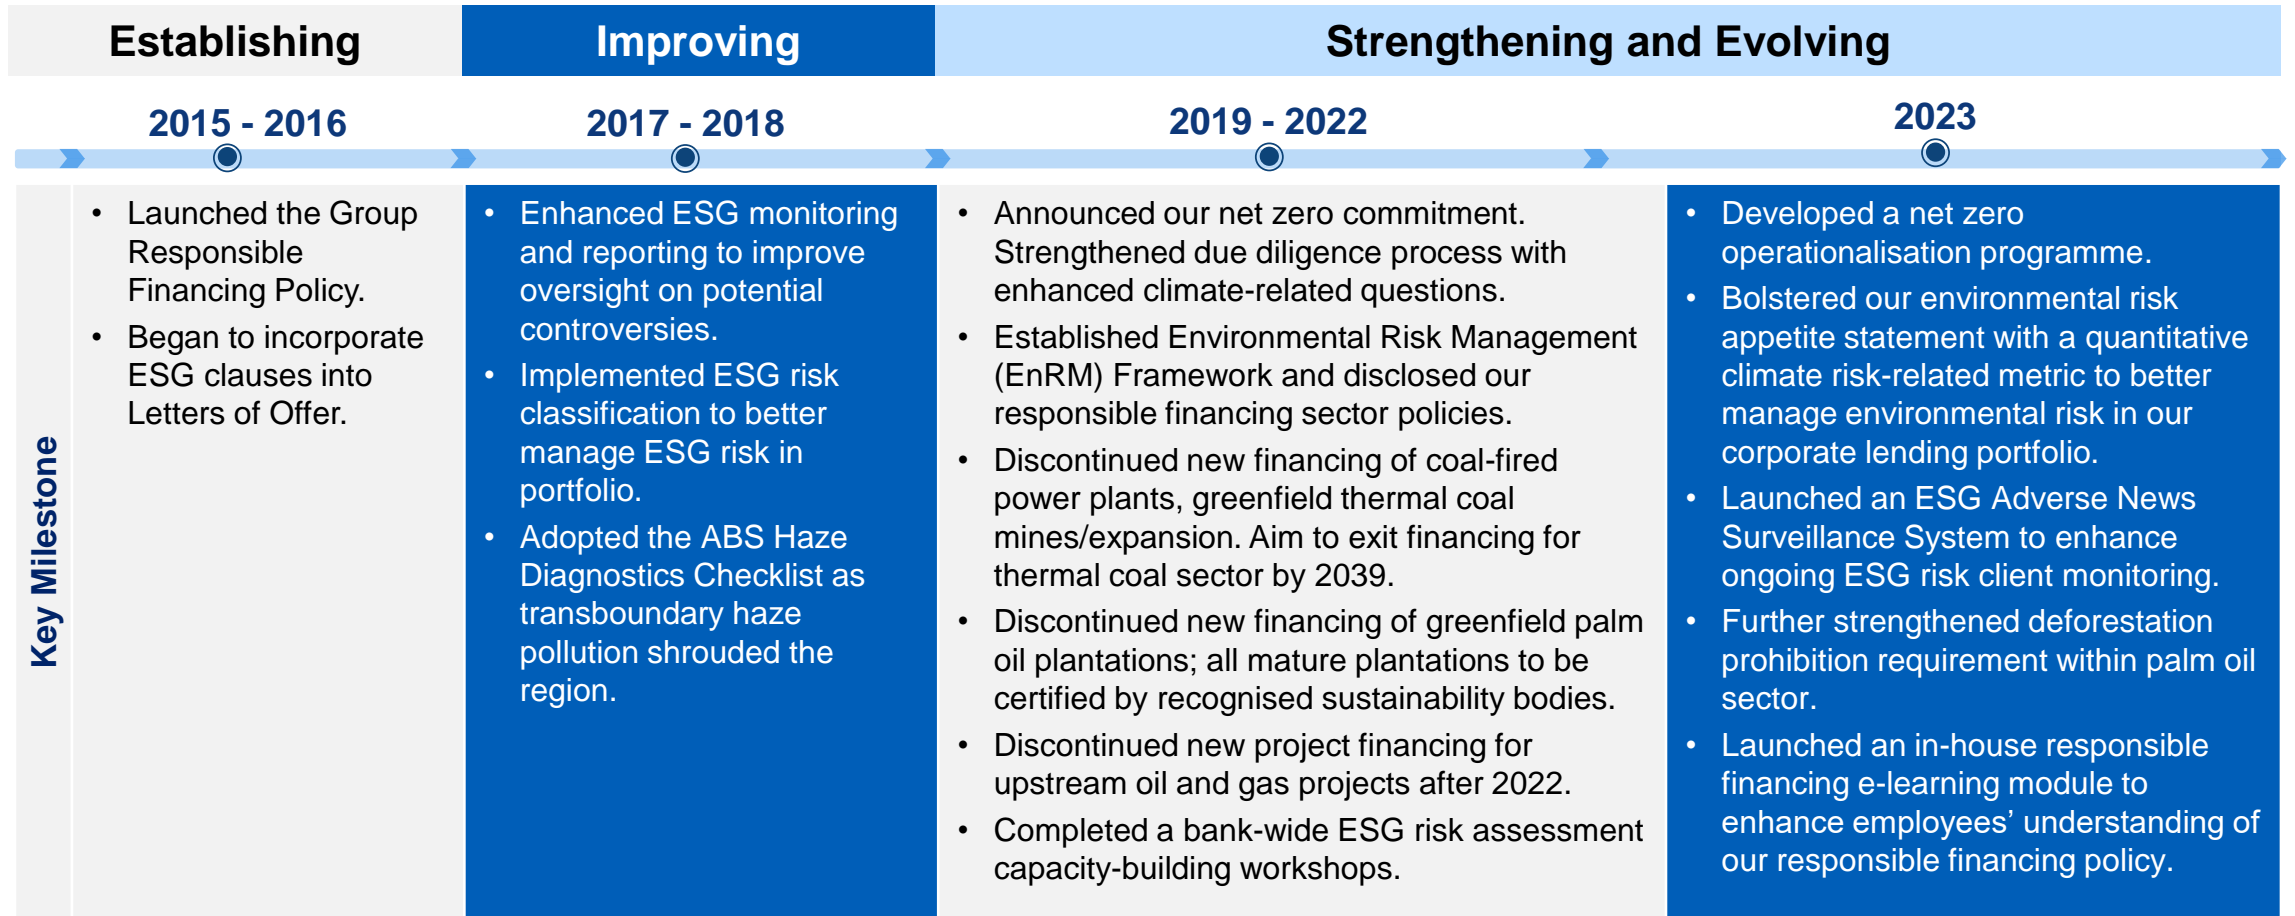 Establishing
Improving
Strengthening and Evolving
2015 - 2016
2017 - 2018
2019 - 2022
2023
Key Milestone
• Launched the Group
Responsible
Financing Policy.
• Began to incorporate
ESG clauses into
Letters of Offer.
• Enhanced ESG monitoring
and reporting to improve
oversight on potential
controversies.
• Implemented ESG risk
classification to better
manage ESG risk in
portfolio.
• Adopted the ABS Haze
Diagnostics Checklist as
transboundary haze
pollution shrouded the
region.
• Announced our net zero commitment.
Strengthened due diligence process with
enhanced climate-related questions.
• Established Environmental Risk Management
(EnRM) Framework and disclosed our
responsible financing sector policies.
• Discontinued new financing of coal-fired
power plants, greenfield thermal coal
mines/expansion. Aim to exit financing for
thermal coal sector by 2039.
• Discontinued new financing of greenfield palm
oil plantations; all mature plantations to be
certified by recognised sustainability bodies.
• Discontinued new project financing for
upstream oil and gas projects after 2022.
• Completed a bank-wide ESG risk assessment
capacity-building workshops.
• Developed a net zero
operationalisation programme.
• Bolstered our environmental risk
appetite statement with a quantitative
climate risk-related metric to better
manage environmental risk in our
corporate lending portfolio.
• Launched an ESG Adverse News
Surveillance System to enhance
ongoing ESG risk client monitoring.
• Further strengthened deforestation
prohibition requirement within palm oil
sector.
• Launched an in-house responsible
financing e-learning module to
enhance employees’ understanding of
our responsible financing policy.